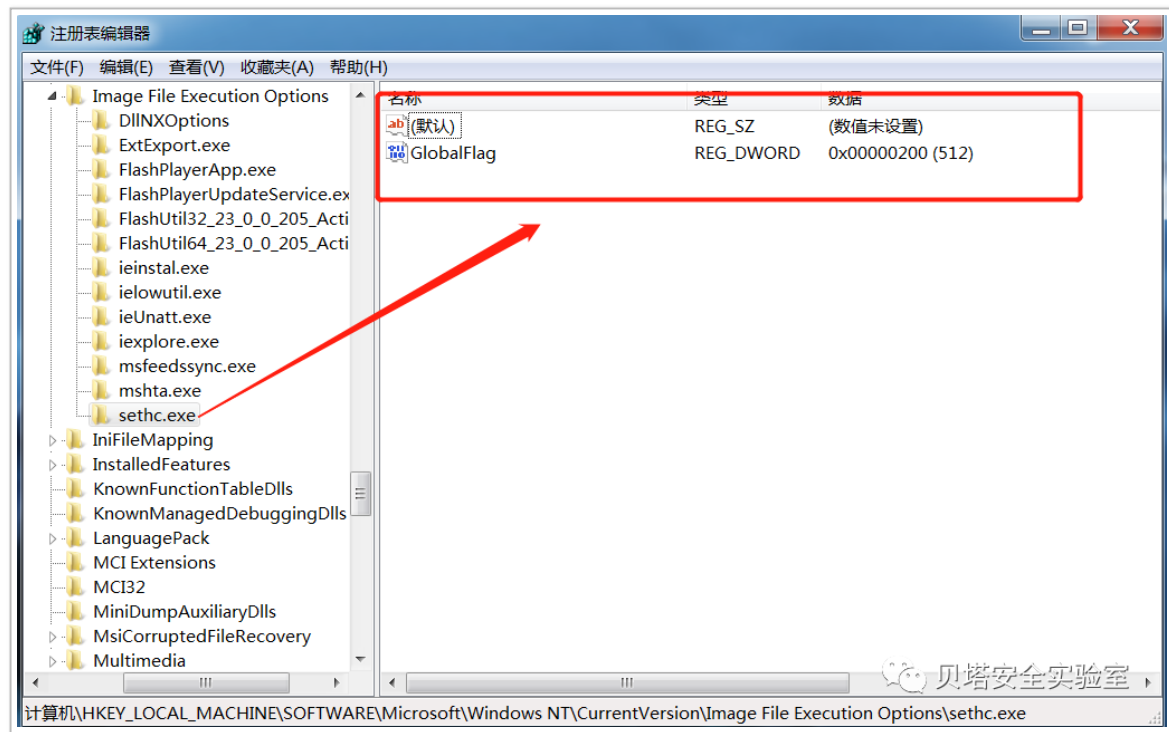 注册表编辑器
文件(F) 编辑(E) 查看(V) 收藏夹(A) 帮助(H)
Image File Execution Options
DllNXOptions
ExtExport.exe
FlashPlayerApp.exe
FlashPlayerUpdateService.ex
FlashUtil32_23_0_0_205_Acti
FlashUtil64_23_0_0_205_Acti
ieinstal.exe
ielowutil.exe
ieUnatt.exe
iexplore.exe
msfeedssync.exe
mshta.exe
sethc.exe
IniFileMapping
InstalledFeatures
KnownFunctionTableDlls
KnownManagedDebuggingDlls
LanguagePack
MCI Extensions
MCI32
MiniDumpAuxiliaryDlls
MsiCorruptedFileRecovery
Multimedia
名称 类型 数据
(默认) REG_SZ (数值未设置)
GlobalFlag REG_DWORD 0x00000200 (512)
贝塔安全实验室
计算机\HKEY_LOCAL_MACHINE\SOFTWARE\Microsoft\Windows NT\CurrentVersion\Image File Execution Options\sethc.exe